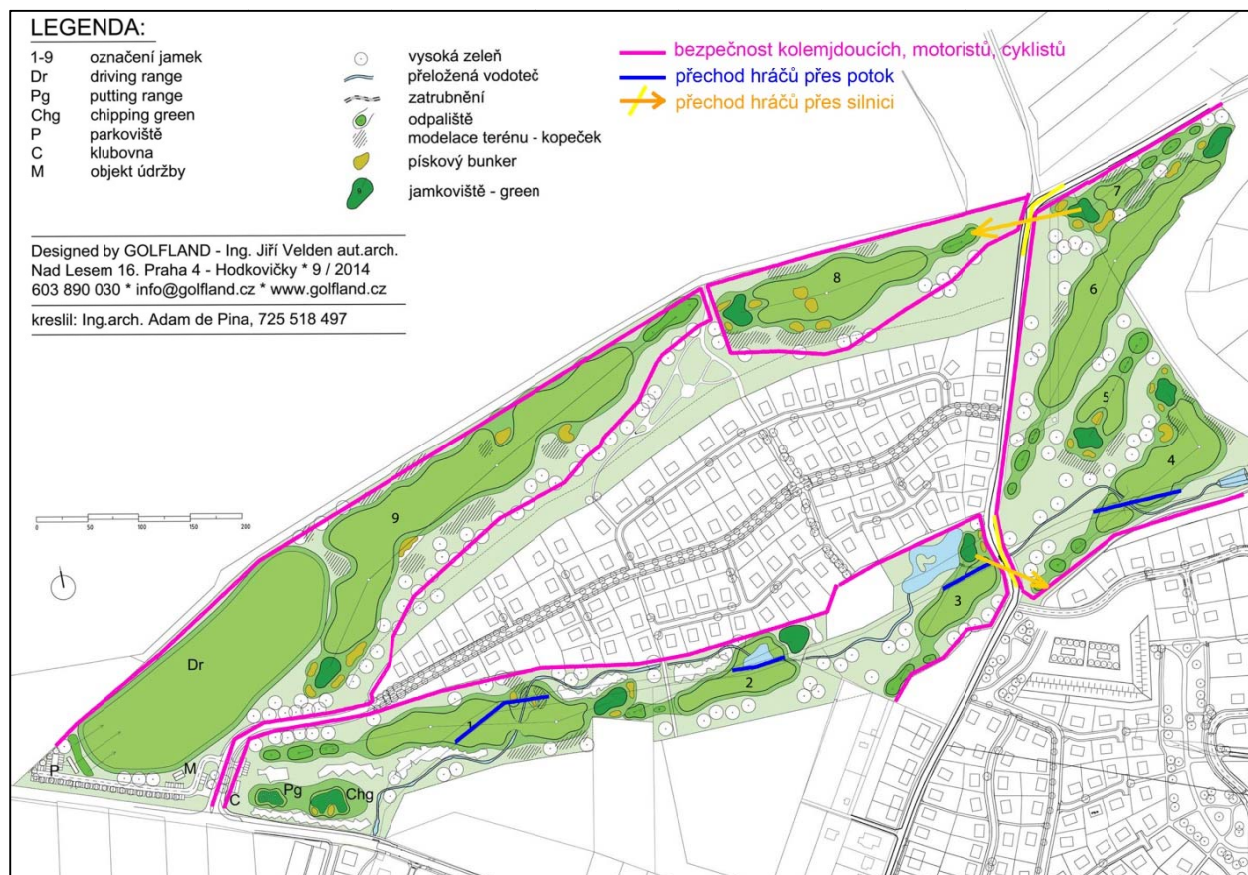 LEGENDA:
1-9 označení jamek
Dr driving range
Pg putting range
Chg chipping green
P parkoviště
C klubovna
M objekt údržby
vysoká zeleň
přeložená vodoteč
zatrubnění
odpaliště
modelace terénu - kopeček
pískový bunker
9 jamkoviště - green
bezpečnost kolemjdoucích, motoristů, cyklistů
přechod hráčů přes potok
přechod hráčů přes silnici
Designed by GOLFLAND - Ing. Jiří Velden aut.arch.
Nad Lesem 16. Praha 4 - Hodkovičky * 9 / 2014
603 890 030 * info@golfland.cz * www.golfland.cz
kreslil: Ing.arch. Adam de Pina, 725 518 497
7
8
6
5
4
9
0 50 100 150 200
3
Dr
2
1
P
M
C
Pg
Chg